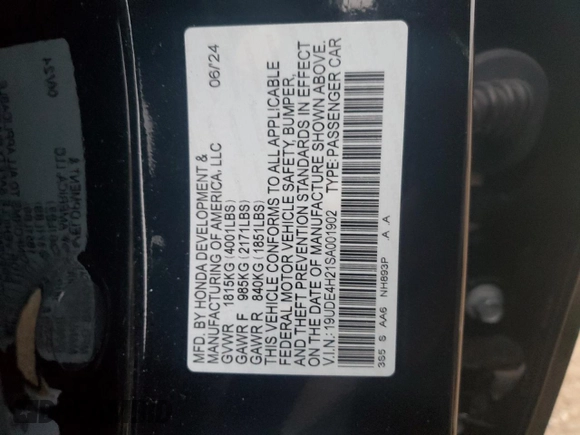 MFD. BY HONDA DEVELOPMENT &
MANUFACTURING OF AMERICA, LLC 06/24
GVWR 1815KG (4001LBS)
GAWR F 985KG (2171LBS)
GAWR R 840KG (1851LBS)
THIS VEHICLE CONFORMS TO ALL APPLICABLE
FEDERAL MOTOR VEHICLE SAFETY, BUMPER,
AND THEFT PREVENTION STANDARDS IN EFFECT
ON THE DATE OF MANUFACTURE SHOWN ABOVE.
V.I.N.: 19UDE4H21SA001902 TYPE: PASSENGER CAR
3S5 S AA6 NH893P A .A